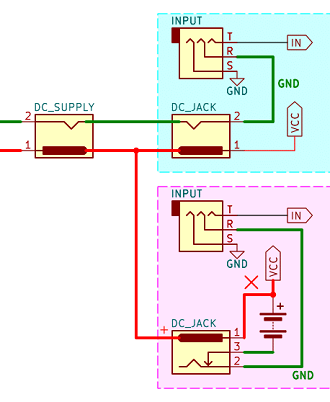 INPUT
T
IN
R
S
GND
GND
DC_SUPPLY
DC_JACK
VCC
2
2
1
1
INPUT
T
IN
R
S
GND
VCC
+
DC_JACK
+
1
3
2
GND